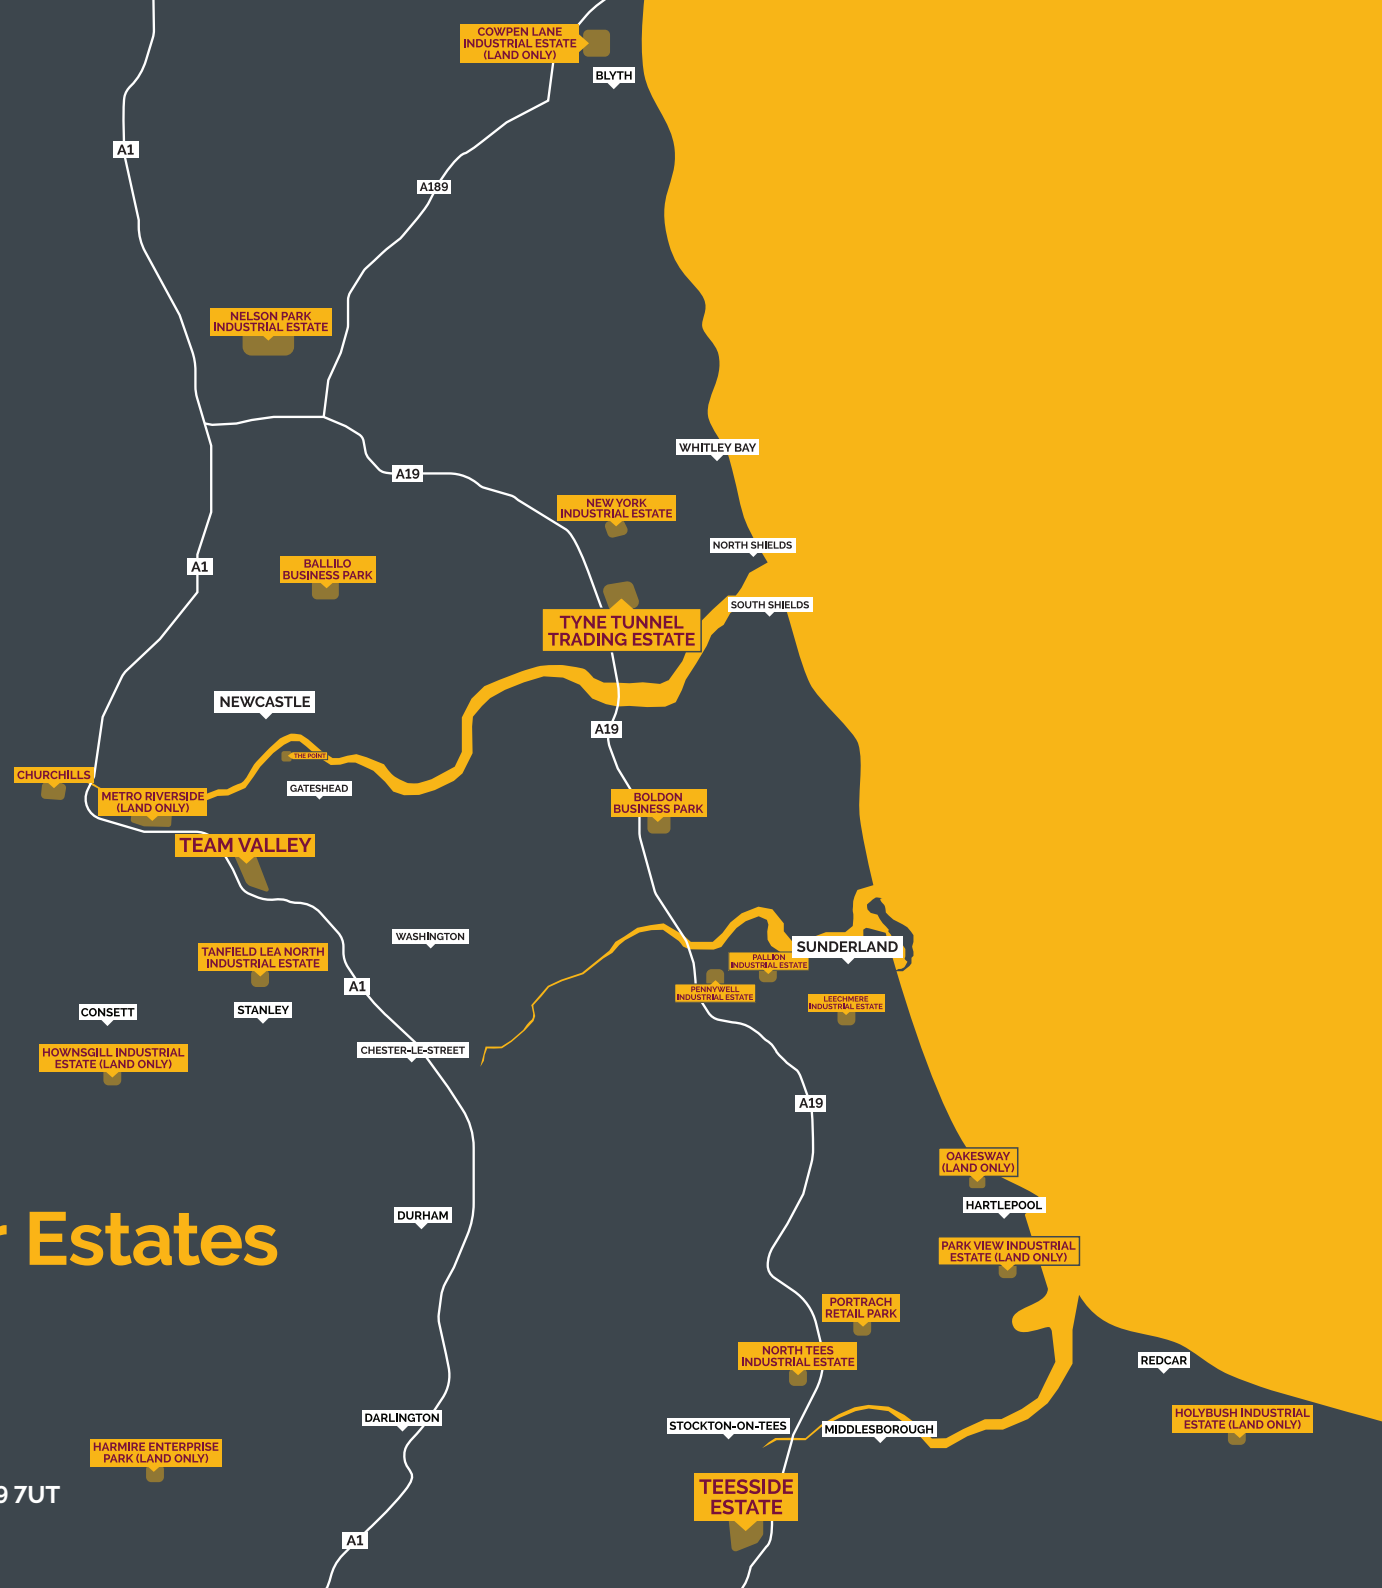 COWPEN LANE
INDUSTRIAL ESTATE
(LAND ONLY)
BLYTH
A1
A189
NELSON PARK
INDUSTRIAL ESTATE
WHITLEY BAY
A19
NEW YORK
INDUSTRIAL ESTATE
NORTH SHIELDS
A1
BALLILO
BUSINESS PARK
SOUTH SHIELDS
TYNE TUNNEL
TRADING ESTATE
NEWCASTLE
A19
THE POINT
CHURCHILLS
GATESHEAD
METRO RIVERSIDE
(LAND ONLY)
BOLDON
BUSINESS PARK
TEAM VALLEY
WASHINGTON
SUNDERLAND
TANFIELD LEA NORTH
INDUSTRIAL ESTATE
PALLION
INDUSTRIAL ESTATE
A1
PENNYWELL
INDUSTRIAL ESTATE
LEECHMERE
INDUSTRIAL ESTATE
CONSETT
STANLEY
HOWNSGILL INDUSTRIAL
ESTATE (LAND ONLY)
CHESTER-LE-STREET
A19
OAKESWAY
(LAND ONLY)
HARTLEPOOL
DURHAM
r Estates
PARK VIEW INDUSTRIAL
ESTATE (LAND ONLY)
PORTRACH
RETAIL PARK
NORTH TEES
INDUSTRIAL ESTATE
REDCAR
DARLINGTON
STOCKTON-ON-TEES
MIDDLESBOROUGH
HOLYBUSH INDUSTRIAL
ESTATE (LAND ONLY)
HARMIRE ENTERPRISE
PARK (LAND ONLY)
TEESSIDE
ESTATE
9 7UT
A1